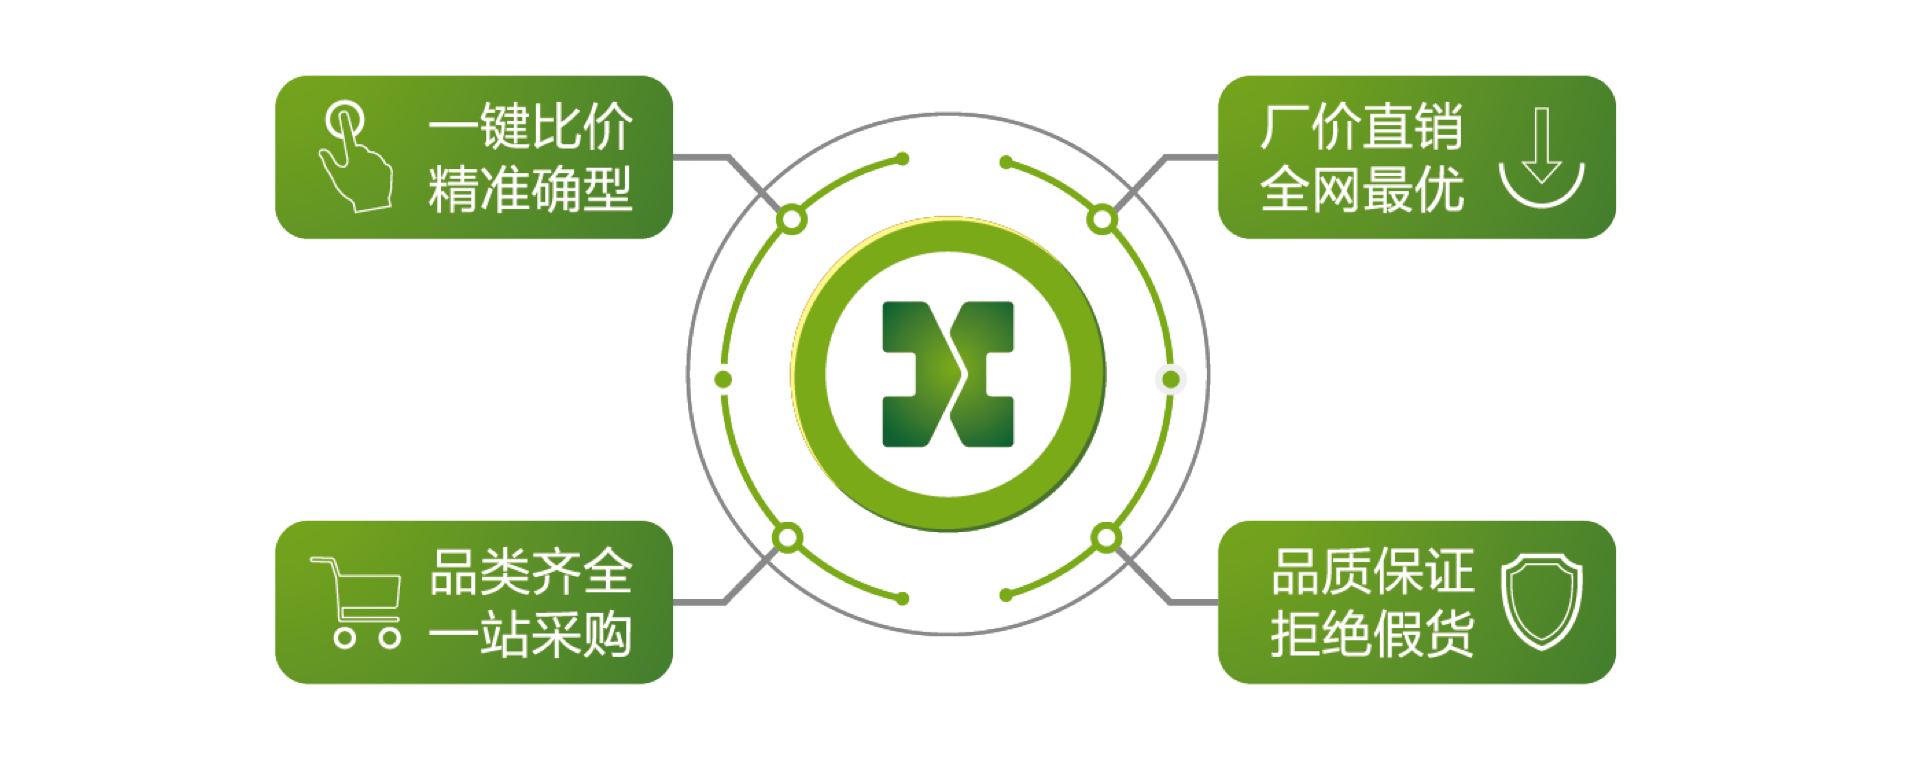 一键比价
精准确型
厂价直销
全网最优
品类齐全
一站采购
品质保证
拒绝假货